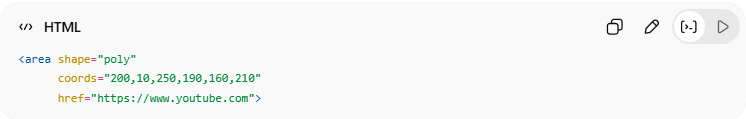 HTML
<area shape="poly"
coords="200,10,250,190,160,210"
href="https://www.youtube.com">